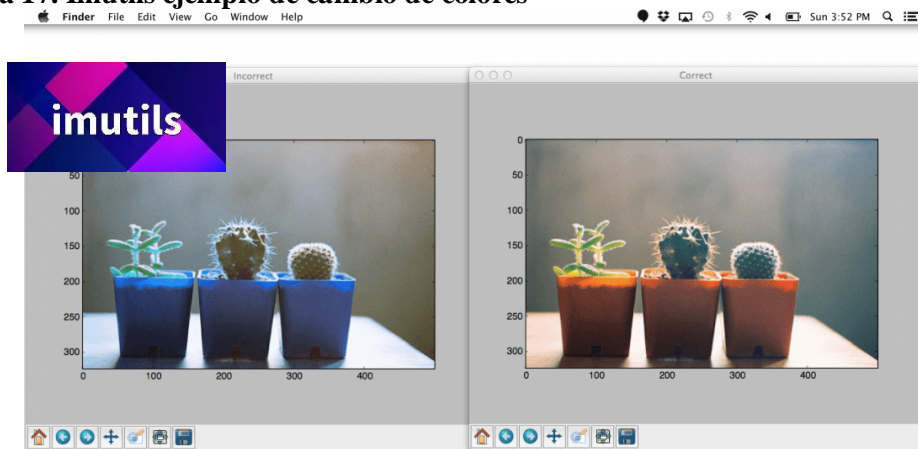 17. Imutils ejemplo de cambio de colores
Finder File Edit View Go Window Help Sun 3:52 PM
Incorrect
imutils
50
100
150
200
250
300
0 100 200 300 400
Correct
0
50
100
150
200
250
300
0 100 200 300 400